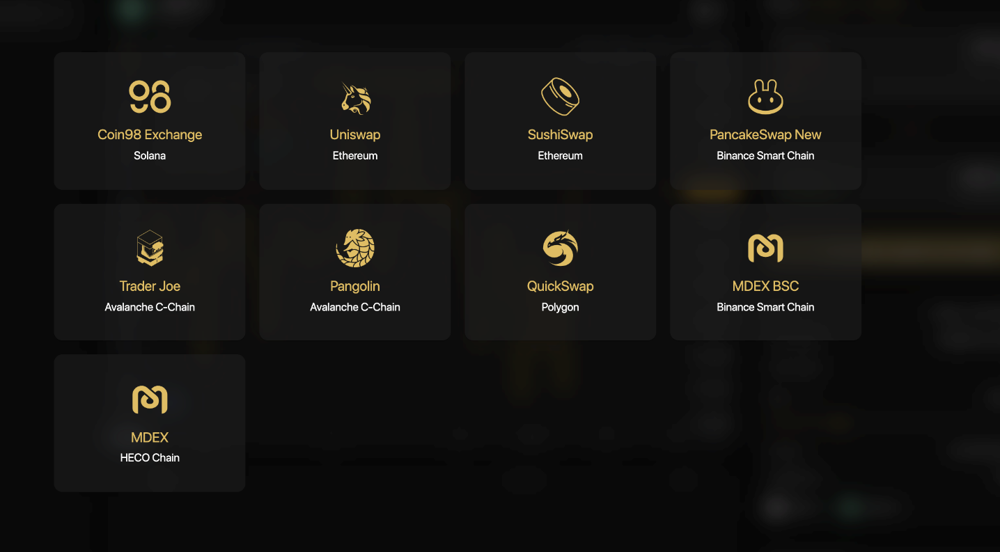 Coin98 Exchange
Solana
Uniswap
Ethereum
SushiSwap
Ethereum
PancakeSwap New
Binance Smart Chain
Trader Joe
Avalanche C-Chain
Pangolin
Avalanche C-Chain
QuickSwap
Polygon
MDEX BSC
Binance Smart Chain
MDEX
HECO Chain